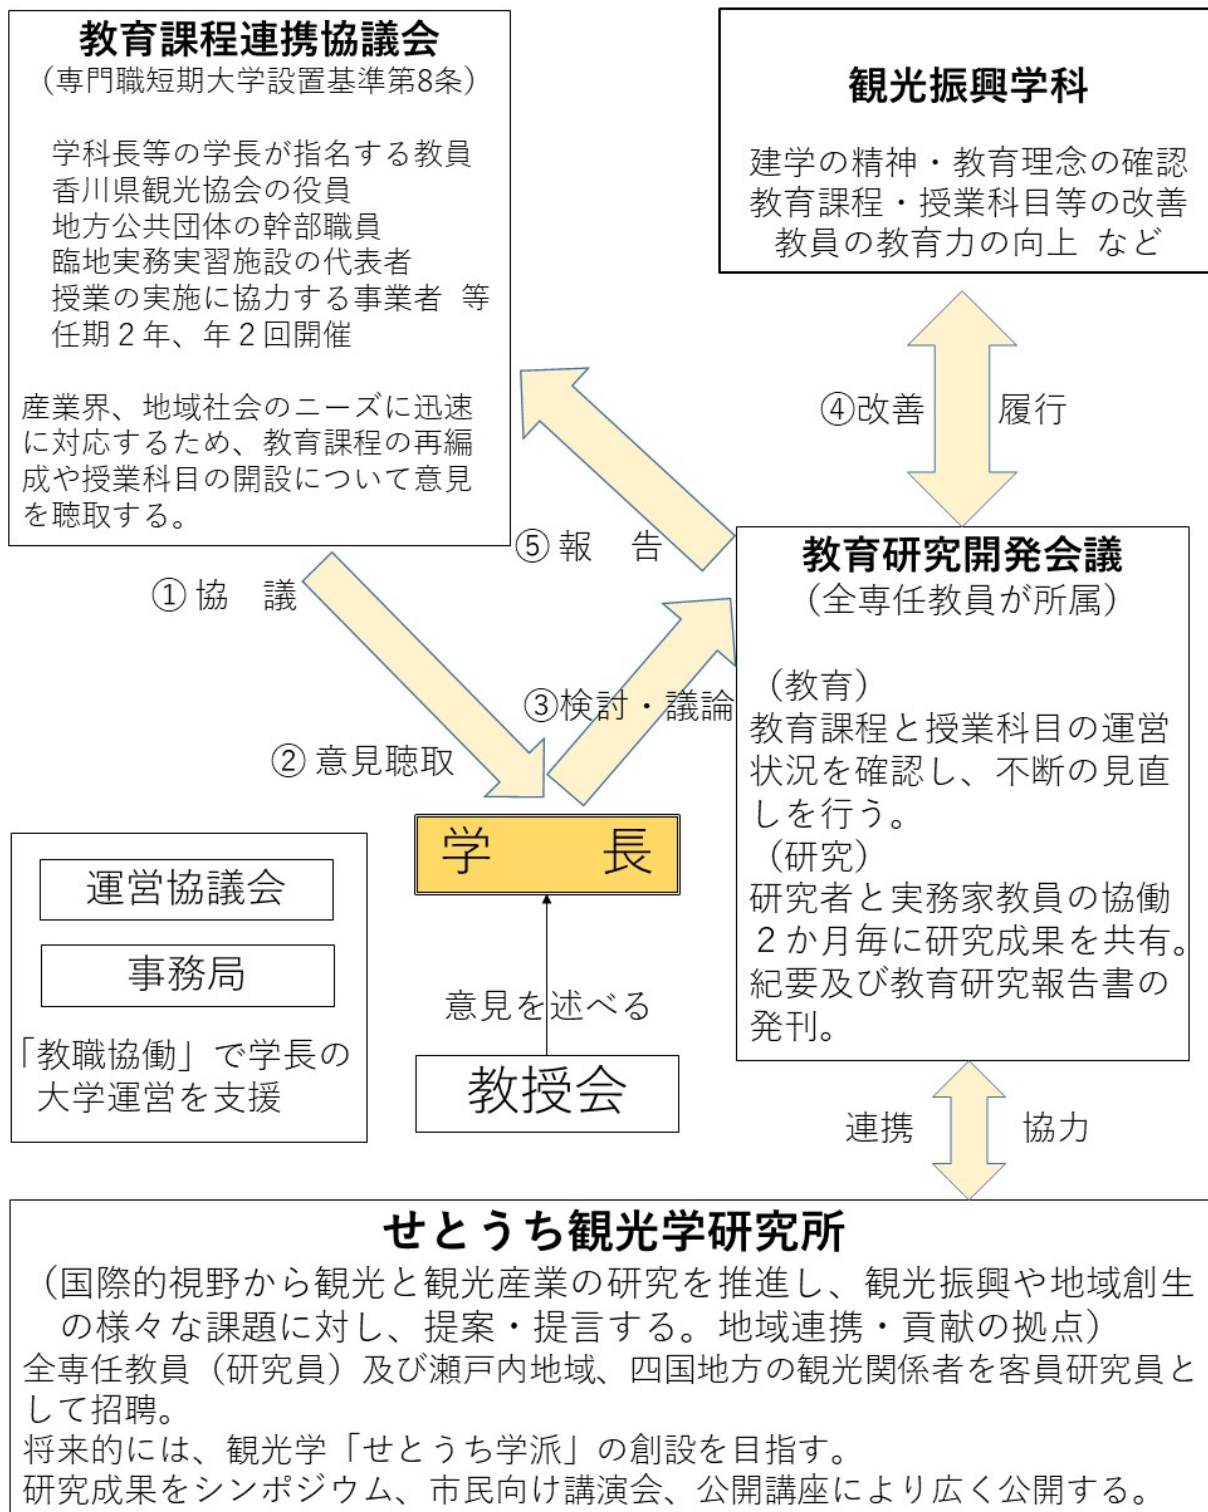 教育課程連携協議会
（専門職短期大学設置基準第8条）
学科長等の学長が指名する教員
香川県観光協会の役員
地方公共団体の幹部職員
臨地実務実習施設の代表者
授業の実施に協力する事業者 等
任期２年、年２回開催
産業界、地域社会のニーズに迅速
に対応するため、教育課程の再編
成や授業科目の開設について意見
を聴取する。
観光振興学科
建学の精神・教育理念の確認
教育課程・授業科目等の改善
教員の教育力の向上 など
④改善 履行
⑤報 告
①協 議
教育研究開発会議
（全専任教員が所属）
（教育）
教育課程と授業科目の運営
状況を確認し、不断の見直
しを行う。
（研究）
研究者と実務家教員の協働
２か月毎に研究成果を共有。
紀要及び教育研究報告書の
発刊。
③検討・議論
②意見聴取
学 長
運営協議会
事務局
「教職協働」で学長の
大学運営を支援
意見を述べる
教授会
連携 協力
せとうち観光学研究所
（国際的視野から観光と観光産業の研究を推進し、観光振興や地域創生
の様々な課題に対し、提案・提言する。地域連携・貢献の拠点）
全専任教員（研究員）及び瀬戸内地域、四国地方の観光関係者を客員研究員と
して招聘。
将来的には、観光学「せとうち学派」の創設を目指す。
研究成果をシンポジウム、市民向け講演会、公開講座により広く公開する。